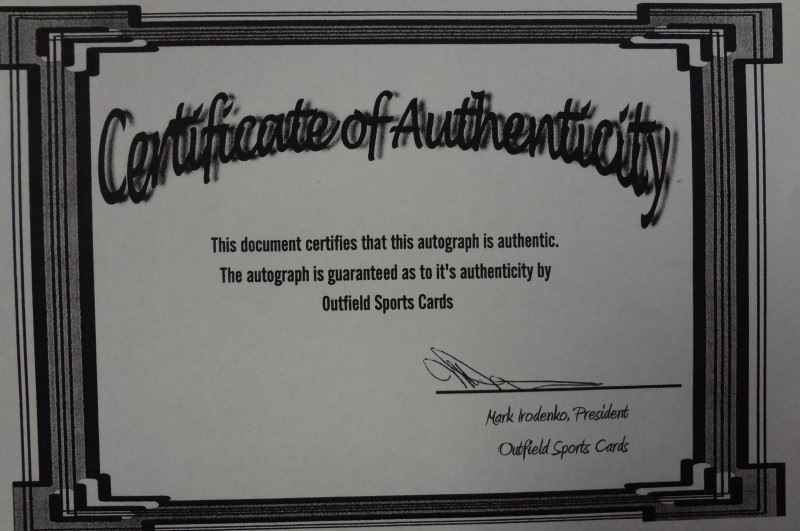 Certificate of Authenticity
This document certifies that this autograph is authentic.
The autograph is guaranteed as to it's authenticity by
Outfield Sports Cards
Mark Irodenko, President
Outfield Sports Cards